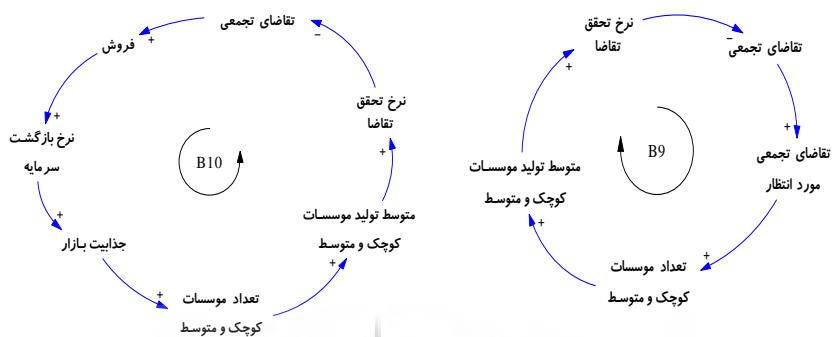 نرخ تحقق
تقاضا
تقاضای تجمعی
تقاضای تجمعی
مورد انتظار
تعداد موسسات
کوچک و متوسط
متوسط تولید موسسات
کوچک و متوسط
B9
+
−
+
+
+
تقاضای تجمعی
فروش
نرخ بازگشت
سرمایه
جذابیت بازار
تعداد موسسات
کوچک و متوسط
متوسط تولید موسسات
کوچک و متوسط
نرخ تحقق
تقاضا
B10
−
+
+
+
+
+
+